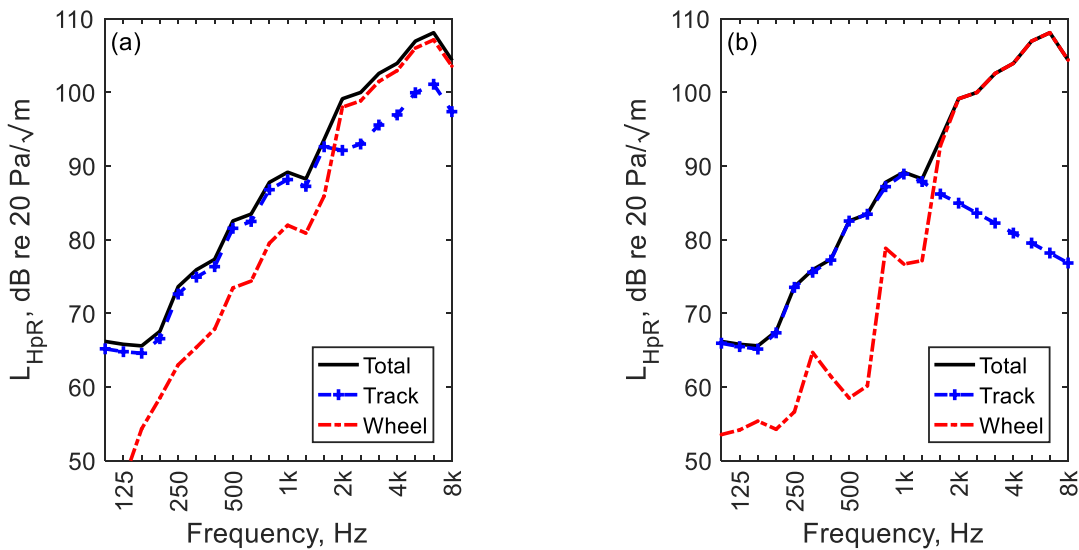 (a)
110
100
90
80
70
60
50
L_HpR, dB re 20 Pa/√m
125
250
500
1k
2k
4k
8k
Frequency, Hz
Total
Track
Wheel
(b)
110
100
90
80
70
60
50
L_HpR, dB re 20 Pa/√m
125
250
500
1k
2k
4k
8k
Frequency, Hz
Total
Track
Wheel